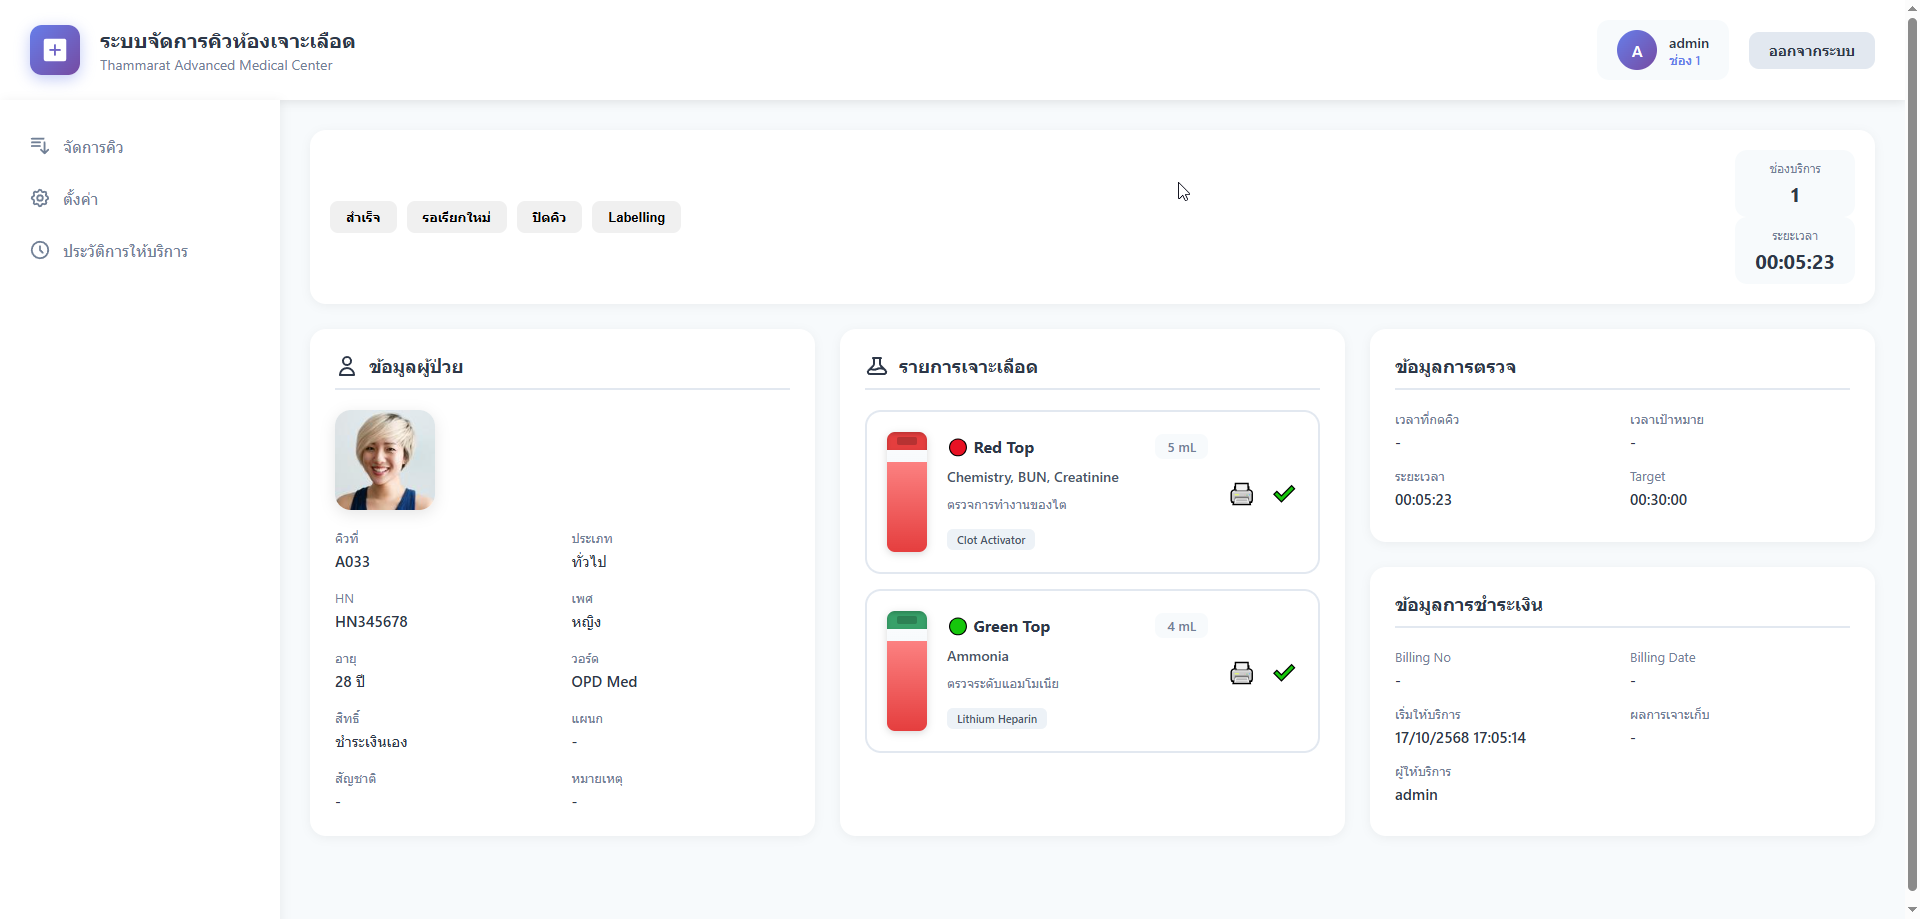 ระบบจัดการคิวห้องเจาะเลือด
Thammarat Advanced Medical Center
A
admin
ช่อง 1
ออกจากระบบ
จัดการคิว
ตั้งค่า
ประวัติการให้บริการ
สำเร็จ
รอเรียกใหม่
ปิดคิว
Labelling
ช่องบริการ
1
ระยะเวลา
00:05:23
ข้อมูลผู้ป่วย
คิวที่
A033
ประเภท
ทั่วไป
HN
HN345678
เพศ
หญิง
อายุ
28 ปี
วอร์ด
OPD Med
สิทธิ์
ชำระเงินเอง
แผนก
-
สัญชาติ
-
หมายเหตุ
-
รายการเจาะเลือด
Red Top
5 mL
Chemistry, BUN, Creatinine
ตรวจการทำงานของไต
Clot Activator
Green Top
4 mL
Ammonia
ตรวจระดับแอมโมเนีย
Lithium Heparin
ข้อมูลการตรวจ
เวลาที่กดคิว
-
เวลาเป้าหมาย
-
ระยะเวลา
00:05:23
Target
00:30:00
ข้อมูลการชำระเงิน
Billing No
-
Billing Date
-
เริ่มให้บริการ
17/10/2568 17:05:14
ผลการเจาะเก็บ
-
ผู้ให้บริการ
admin